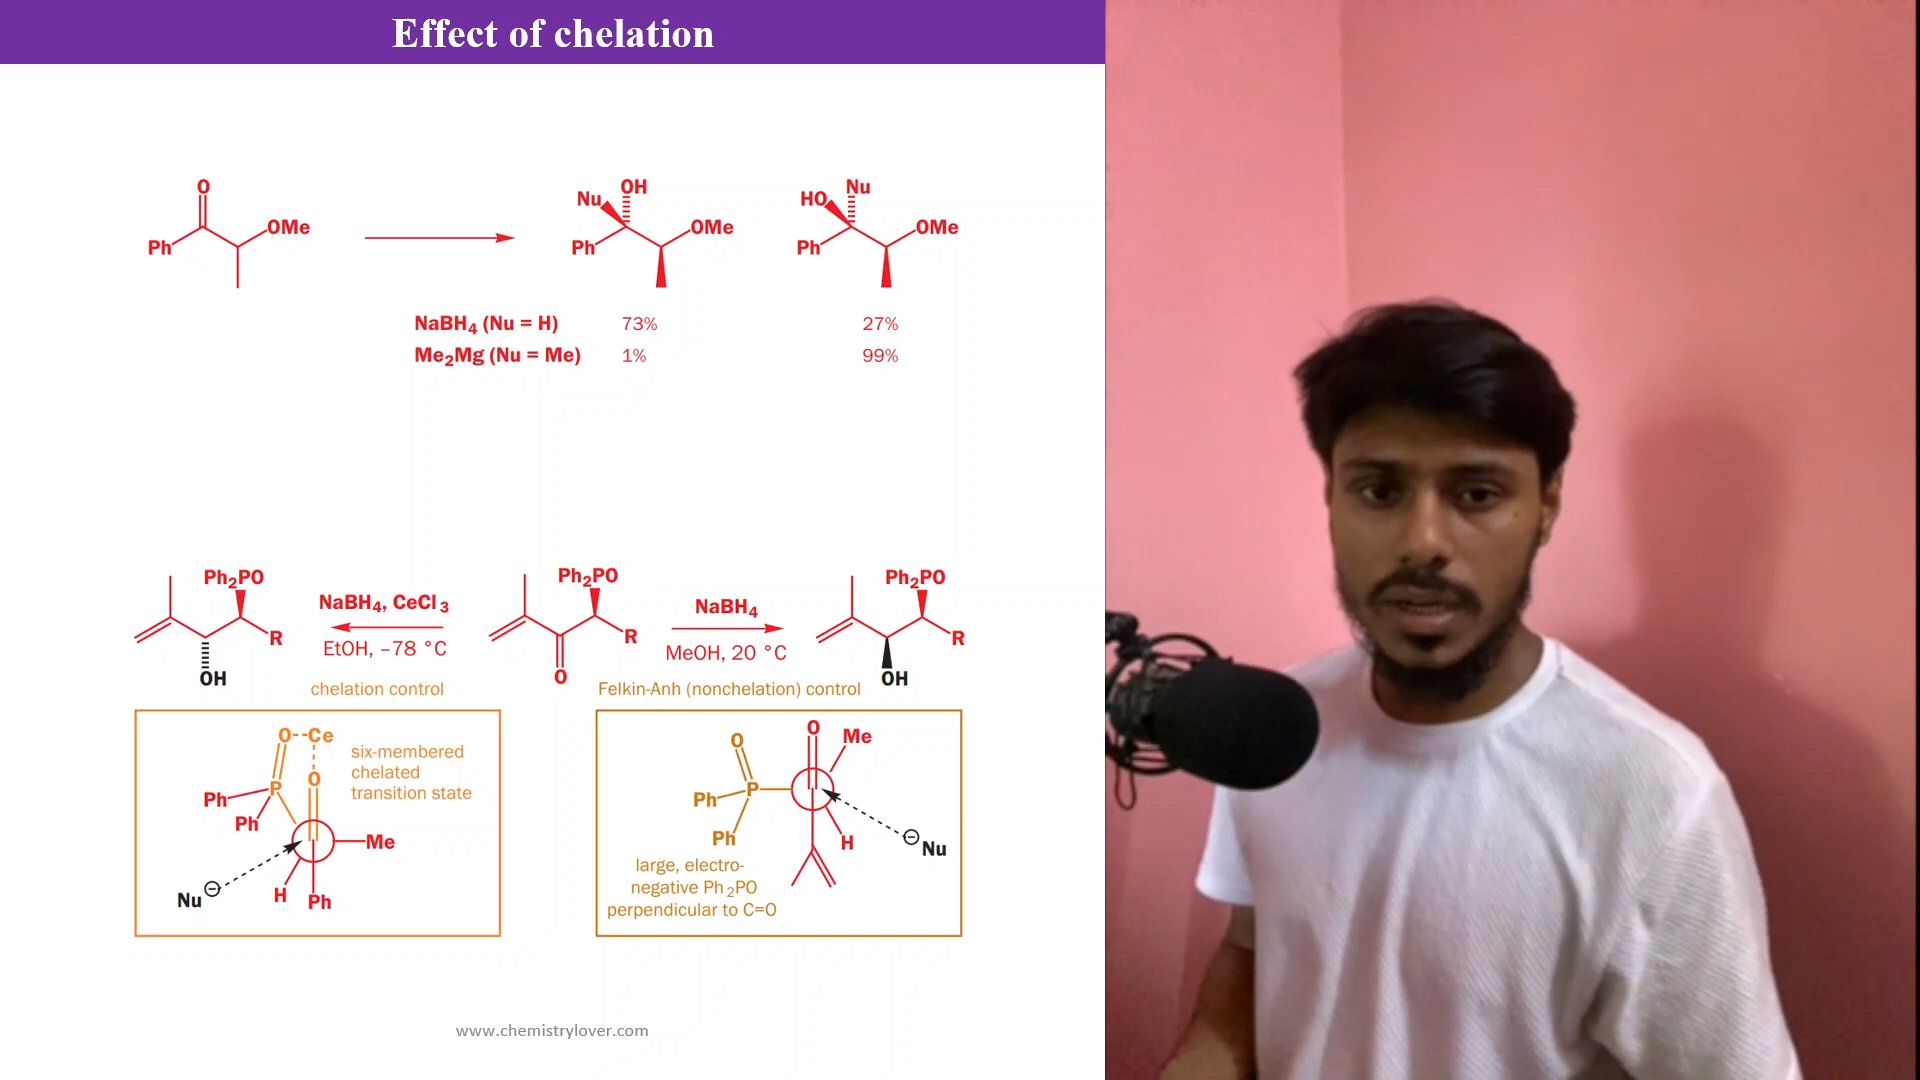 Effect of chelation
O
Ph
OMe
Nu
OH
Ph
OMe
HO
Nu
Ph
OMe
NaBH4 (Nu = H) 73% 27%
Me2Mg (Nu = Me) 1% 99%
Ph2PO
R
OH
NaBH4, CeCl3
EtOH, –78 °C
chelation control
Ph2PO
R
O
NaBH4
MeOH, 20 °C
Felkin-Anh (nonchelation) control
Ph2PO
R
OH
O--Ce
six-membered
chelated
transition state
O
P
Ph
Ph
Me
Nu
H
Ph
O
Me
O
P
Ph
Ph
H
Nu
large, electro-
negative Ph2PO
perpendicular to C=O
www.chemistrylover.com